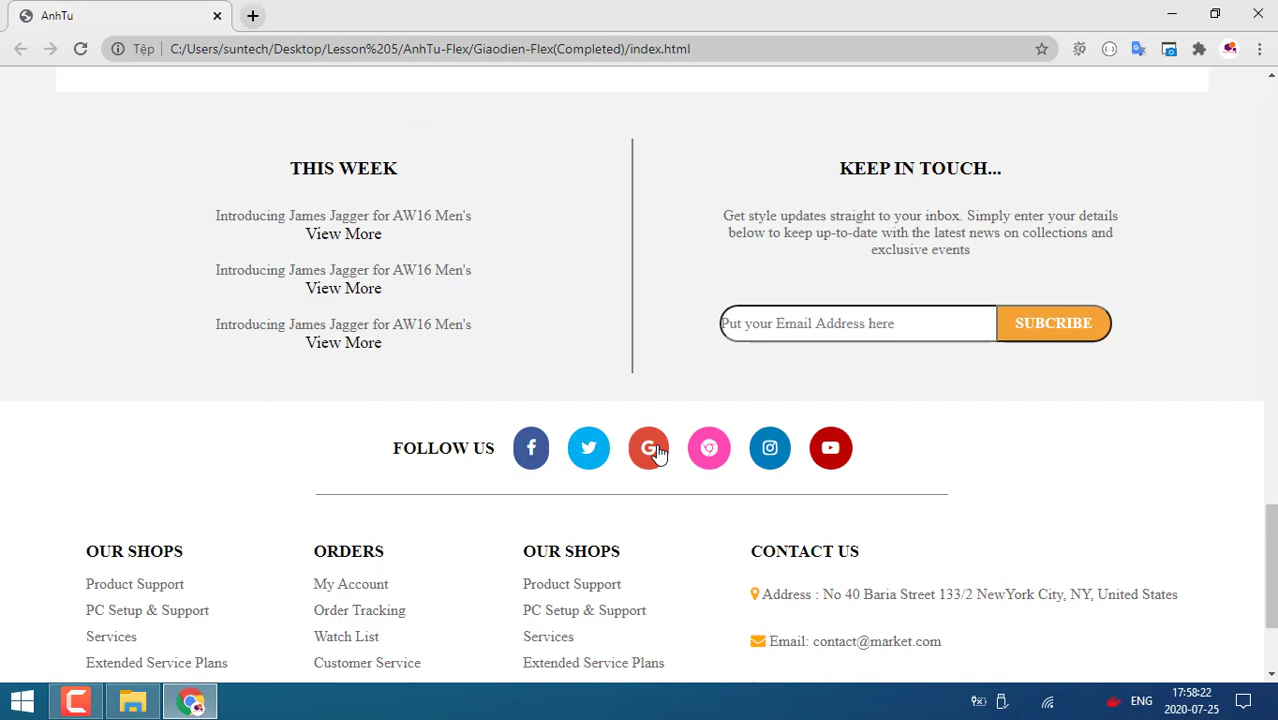 AnhTu
Tệp C:/Users/suntech/Desktop/Lesson%205/AnhTu-Flex/Giaodien-Flex(Completed)/index.html
THIS WEEK
Introducing James Jagger for AW16 Men's
View More
Introducing James Jagger for AW16 Men's
View More
Introducing James Jagger for AW16 Men's
View More
KEEP IN TOUCH...
Get style updates straight to your inbox. Simply enter your details
below to keep up-to-date with the latest news on collections and
exclusive events
Put your Email Address here SUBCRIBE
FOLLOW US
OUR SHOPS
Product Support
PC Setup & Support
Services
Extended Service Plans
ORDERS
My Account
Order Tracking
Watch List
Customer Service
OUR SHOPS
Product Support
PC Setup & Support
Services
Extended Service Plans
CONTACT US
Address : No 40 Baria Street 133/2 NewYork City, NY, United States
Email: contact@market.com
ENG
17:58:22
2020-07-25